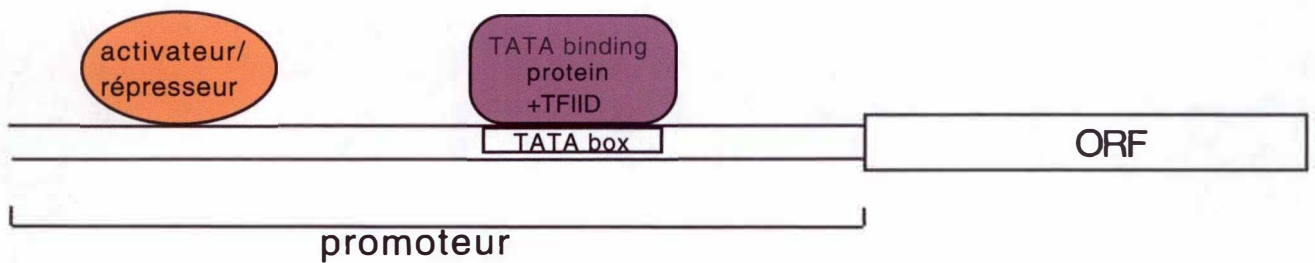 activateur/
répresseur
TATA binding
protein
+TFIID
TATA box
ORF
promoteur